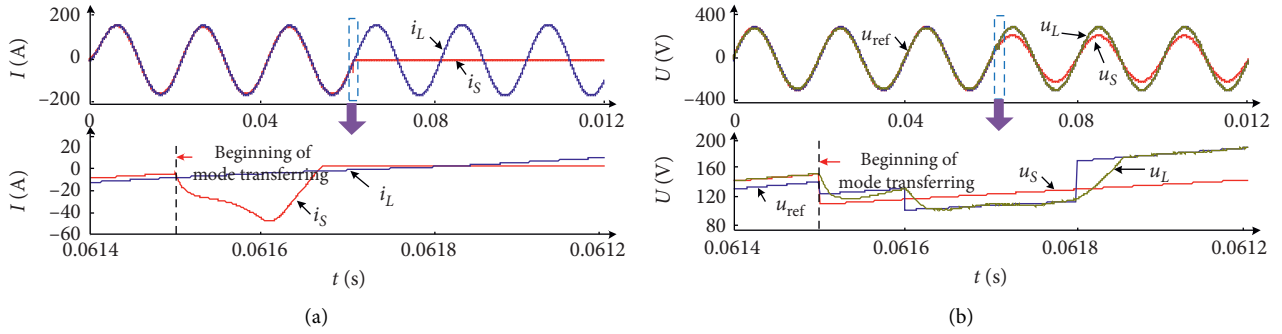 I (A)
200
0
−200
i_L
i_S
0
0.04
0.08
0.012
I (A)
20
0
−20
−40
−60
Beginning of
mode transferring
i_S
i_L
0.0614
0.0616
0.0618
0.0612
t (s)
(a)
U (V)
400
0
−400
u_ref
u_L
u_S
0
0.04
0.08
0.012
U (V)
200
160
120
80
Beginning of
mode transferring
u_ref
u_S
u_L
0.0614
0.0616
0.0618
0.0612
t (s)
(b)